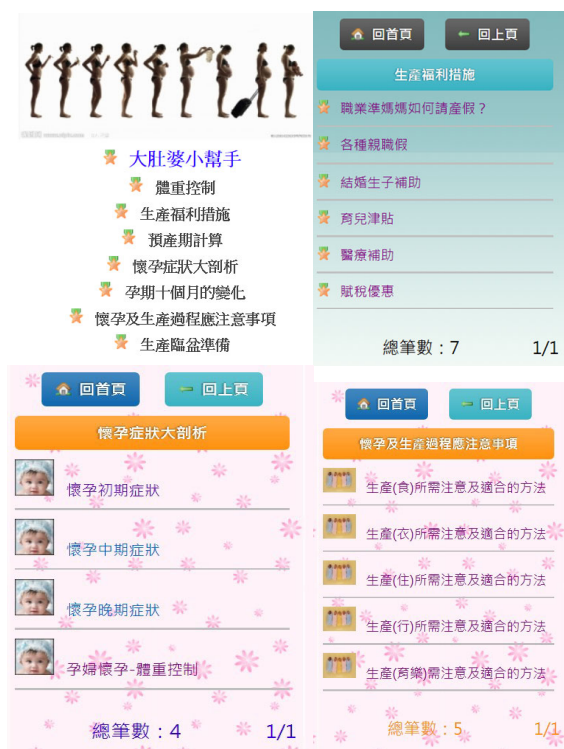 大肚婆小幫手
體重控制
生產福利措施
預產期計算
懷孕症狀大剖析
孕期十個月的變化
懷孕及生產過程應注意事項
生產臨盆準備
回首頁
回上頁
生產福利措施
職業準媽媽如何請產假？
各種親職假
結婚生子補助
育兒津貼
醫療補助
賦稅優惠
總筆數：7
1/1
回首頁
回上頁
懷孕症狀大剖析
懷孕初期症狀
懷孕中期症狀
懷孕晚期症狀
孕婦懷孕-體重控制
總筆數：4
1/1
回首頁
回上頁
懷孕及生產過程應注意事項
生產(食)所需注意及適合的方法
生產(衣)所需注意及適合的方法
生產(住)所需注意及適合的方法
生產(行)所需注意及適合的方法
生產(育樂)需注意及適合的方法
總筆數：5
1/1